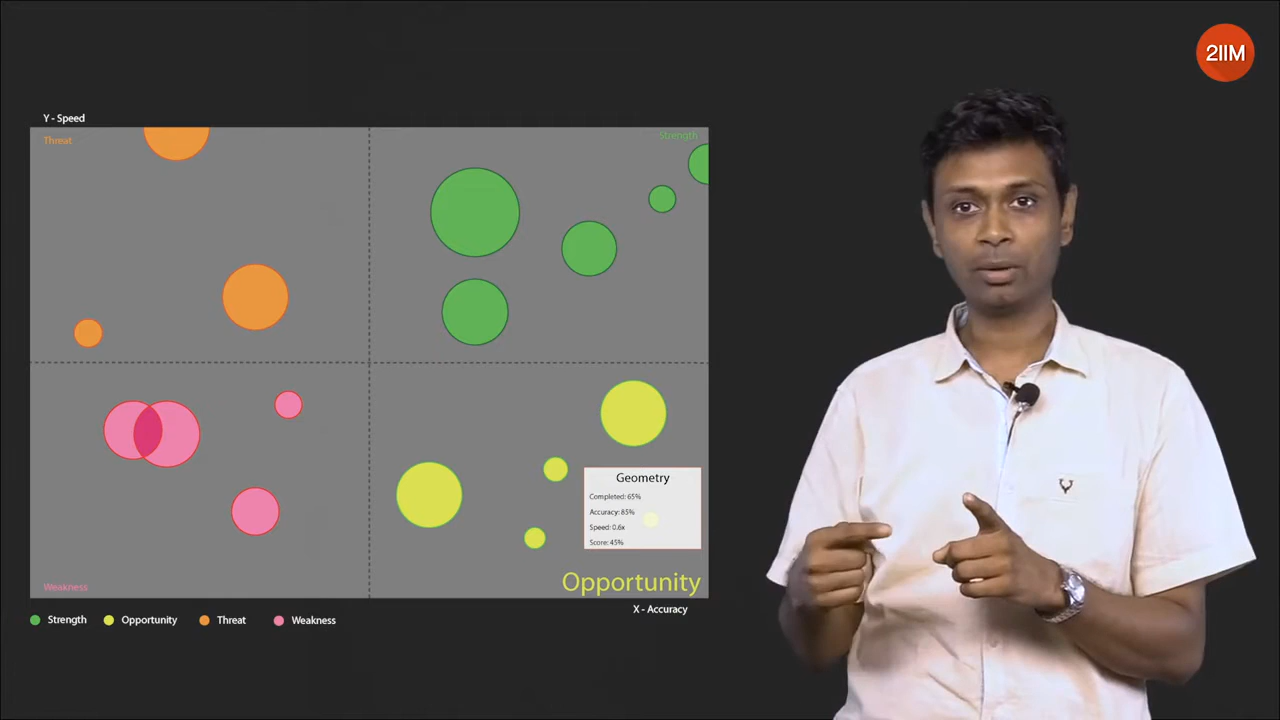 2IIM
Y - Speed
Threat
Strength
Geometry
Completed: 65%
Accuracy: 85%
Speed: 0.6x
Score: 45%
Weakness
Opportunity
X - Accuracy
Strength
Opportunity
Threat
Weakness